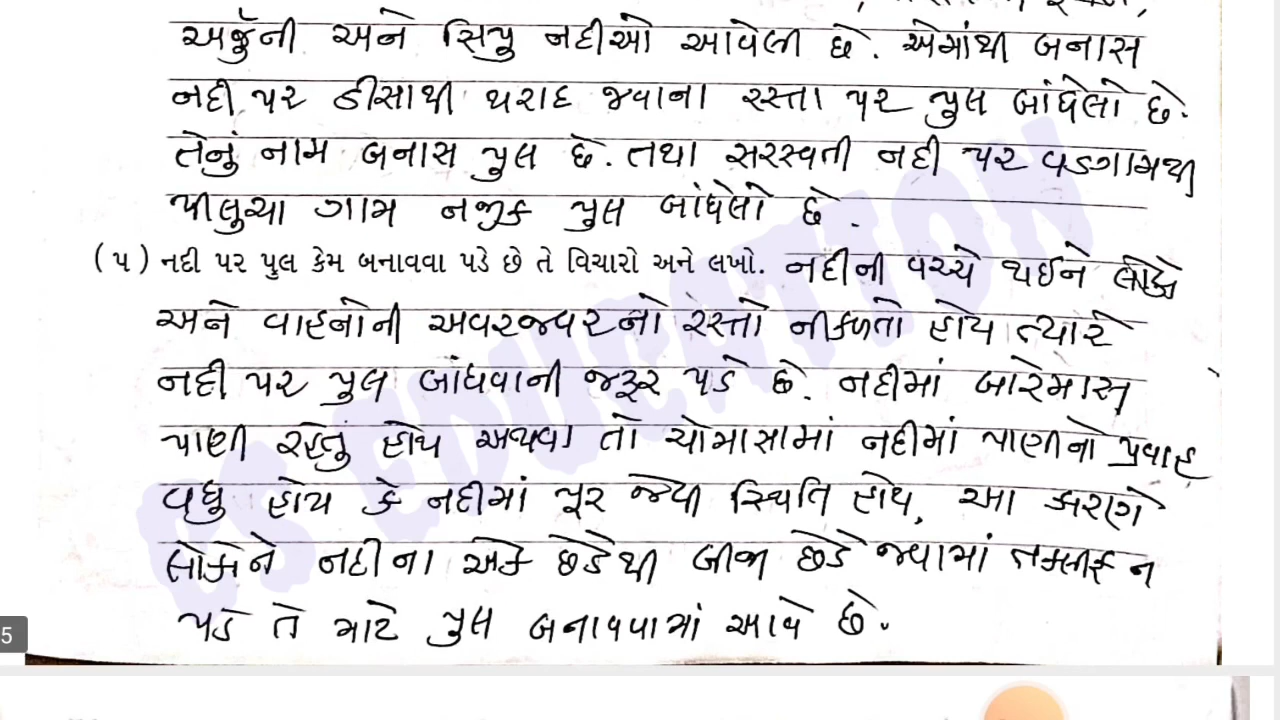 અર્જુની અને સિપુ નદીઓ આવેલી છે. એમાંથી બનાસ
નદી પર ડીસાથી થરાદ જવાના રસ્તા પર પુલ બાંધેલો છે.
તેનું નામ બનાસ પુલ છે. તથા સરસ્વતી નદી પર વડગામથી
પીલુચા ગામ નજીક પુલ બાંધેલો છે.
(૫) નદી પર પુલ કેમ બનાવવા પડે છે તે વિચારો અને લખો. નદીની વચ્ચે થઈને લોકો
અને વાહનોની અવરજવરનો રસ્તો નીકળતો હોય ત્યારે
નદી પર પુલ બાંધવાની જરૂર પડે છે. નદીમાં બારેમાસ
પાણી રહેતું હોય અથવા તો ચોમાસામાં નદીમાં પાણીનો પ્રવાહ
વધુ હોય કે નદીમાં પૂર જેવી સ્થિતિ હોય, આ કારણે
લોકોને નદીના એક છેડેથી બીજા છેડે જવામાં તકલીફ ન
પડે તે માટે પુલ બનાવવામાં આવે છે.
CS EDUCATION
5